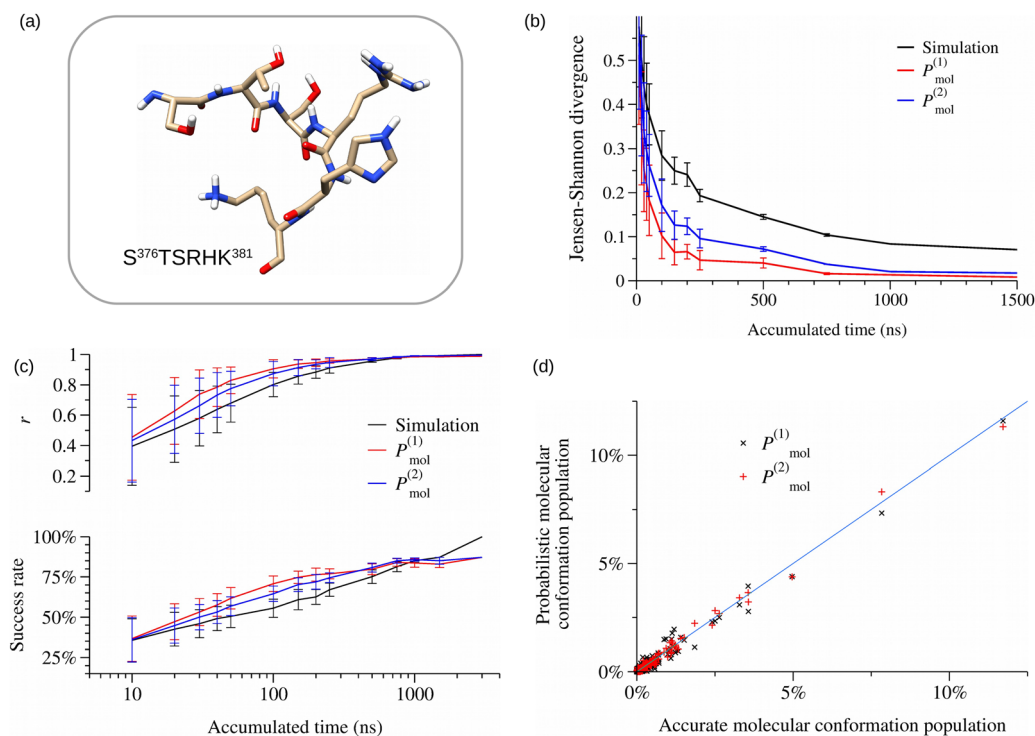 (a)
S³⁷⁶TSRHK³⁸¹
(b)
Jensen-Shannon divergence
0.5
0.4
0.3
0.2
0.1
0
Simulation
P(1)mol
P(2)mol
0 500 1000 1500
Accumulated time (ns)
(c)
r
1
0.8
0.6
0.4
0.2
Simulation
P(1)mol
P(2)mol
Success rate
100%
75%
50%
25%
10 100 1000
Accumulated time (ns)
(d)
Probabilistic molecular
conformation population
10%
5%
0%
P(1)mol
P(2)mol
0% 5% 10%
Accurate molecular conformation population